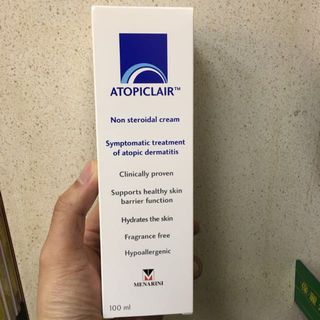 ATOPICLAIR™
Non steroidal cream
Symptomatic treatment
of atopic dermatitis
Clinically proven
Supports healthy skin
barrier function
Hydrates the skin
Fragrance free
Hypoallergenic
MENARINI
100 ml